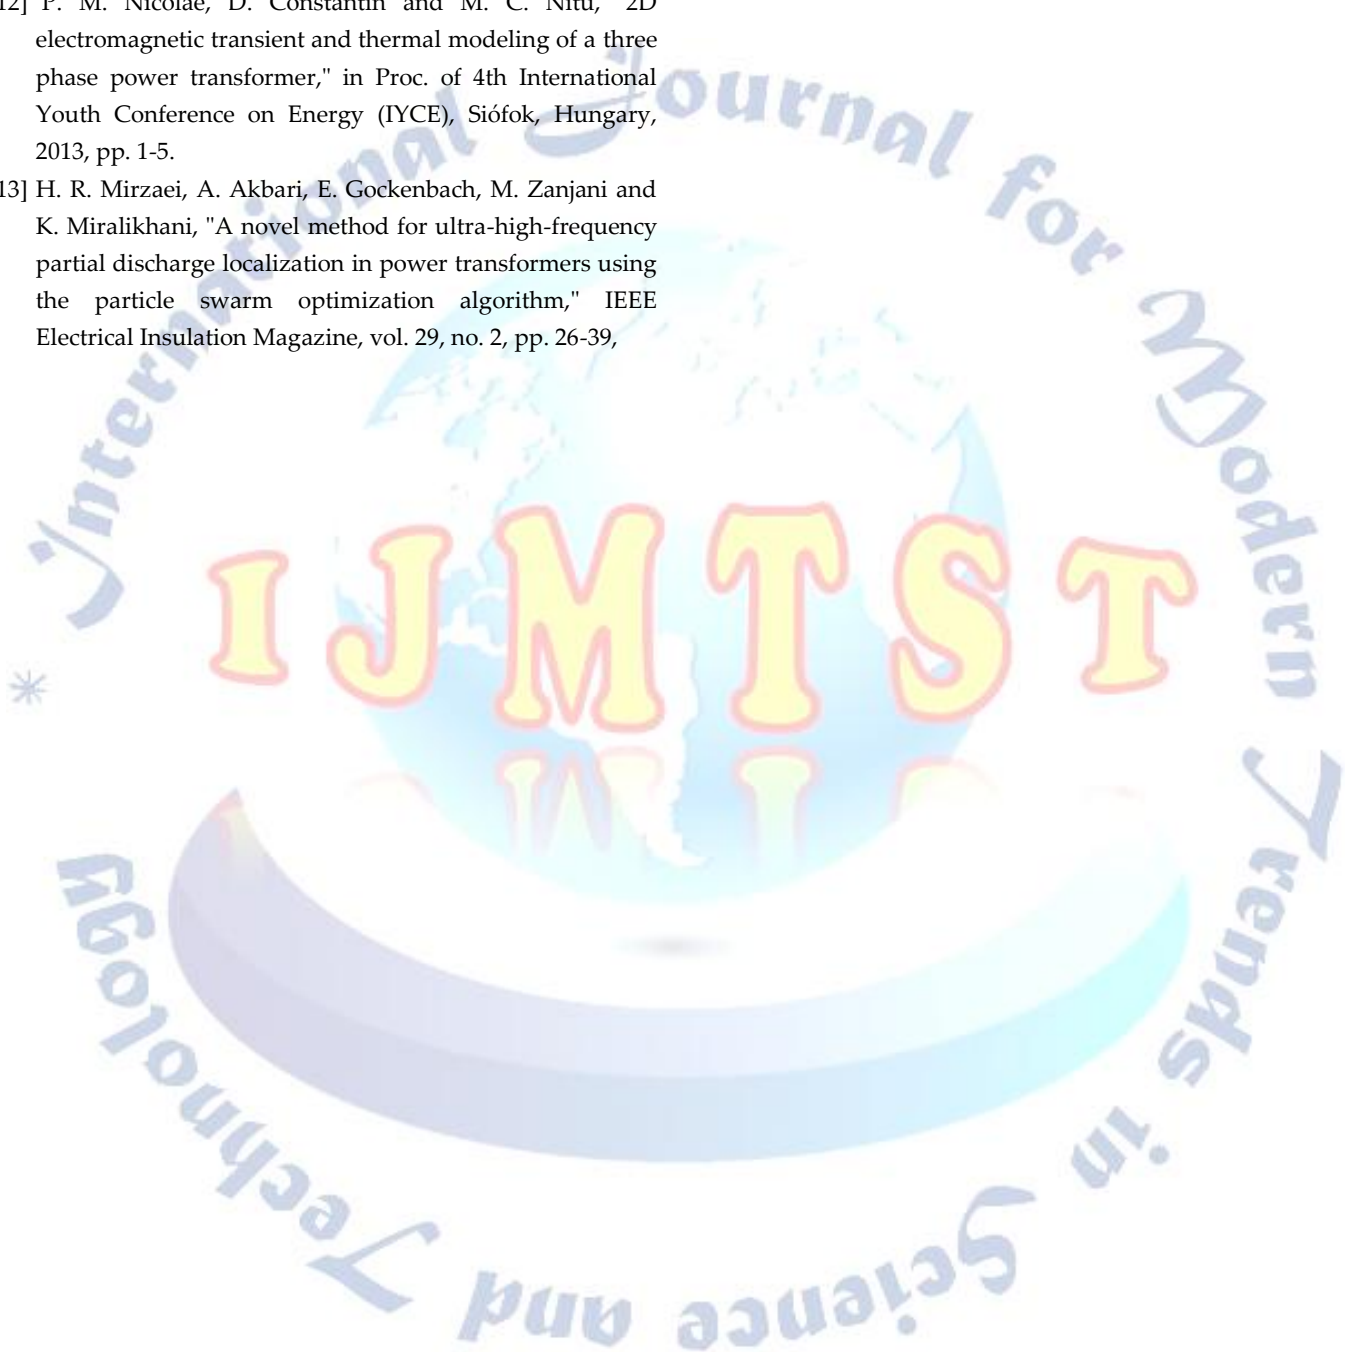 12] P. M. Nicolae, D. Constantin and M. C. Nitu, "2D
electromagnetic transient and thermal modeling of a three
phase power transformer," in Proc. of 4th International
Youth Conference on Energy (IYCE), Siófok, Hungary,
2013, pp. 1-5.
13] H. R. Mirzaei, A. Akbari, E. Gockenbach, M. Zanjani and
K. Miralikhani, "A novel method for ultra-high-frequency
partial discharge localization in power transformers using
the particle swarm optimization algorithm," IEEE
Electrical Insulation Magazine, vol. 29, no. 2, pp. 26-39,
International Journal for Modern Trends in Science and Technology
IJMTST